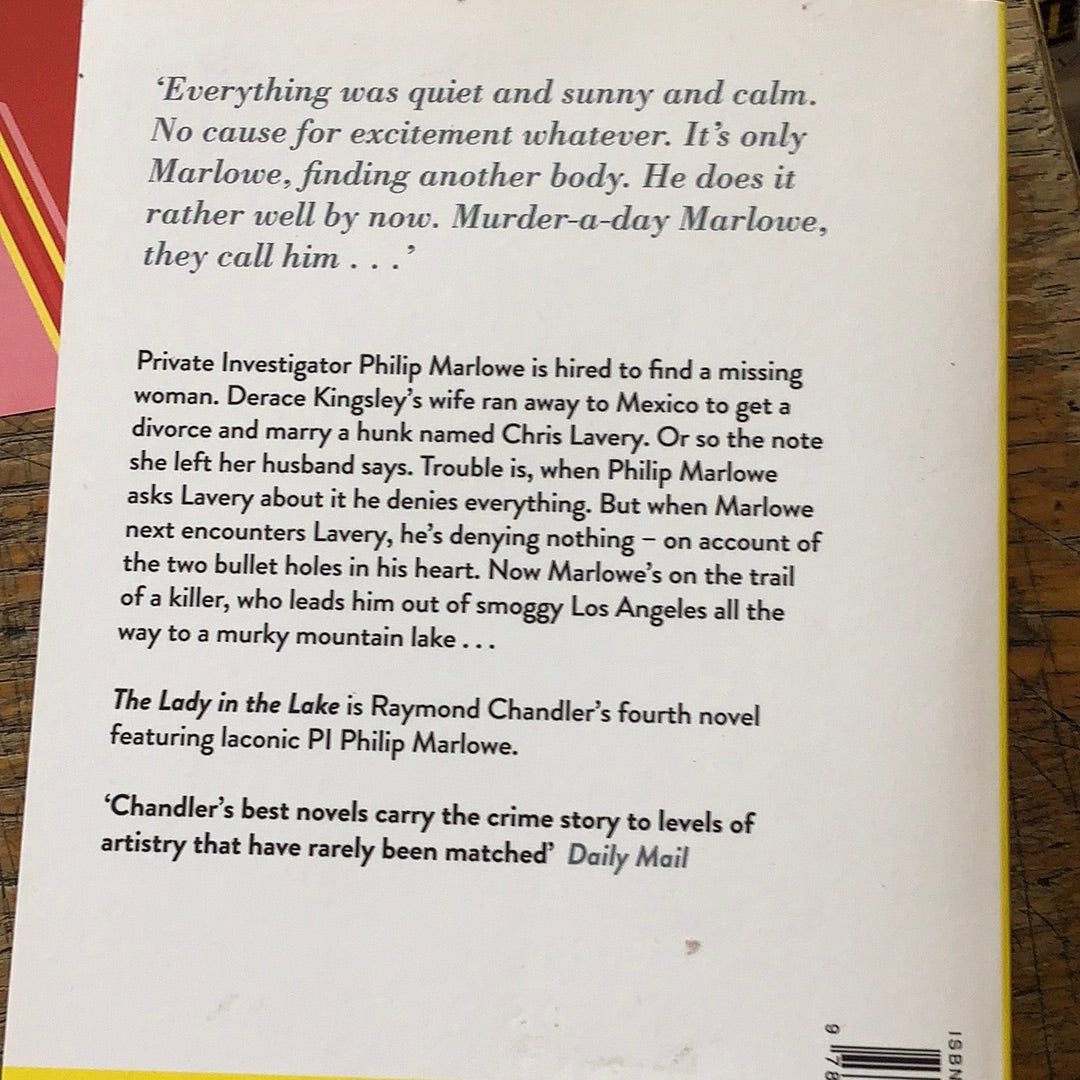 ‘Everything was quiet and sunny and calm.
No cause for excitement whatever. It’s only
Marlowe, finding another body. He does it
rather well by now. Murder-a-day Marlowe,
they call him . . .’
Private Investigator Philip Marlowe is hired to find a missing
woman. Derace Kingsley’s wife ran away to Mexico to get a
divorce and marry a hunk named Chris Lavery. Or so the note
she left her husband says. Trouble is, when Philip Marlowe
asks Lavery about it he denies everything. But when Marlowe
next encounters Lavery, he’s denying nothing – on account of
the two bullet holes in his heart. Now Marlowe’s on the trail
of a killer, who leads him out of smoggy Los Angeles all the
way to a murky mountain lake . . .
The Lady in the Lake is Raymond Chandler’s fourth novel
featuring laconic PI Philip Marlowe.
‘Chandler’s best novels carry the crime story to levels of
artistry that have rarely been matched’ Daily Mail
9 78
ISBN